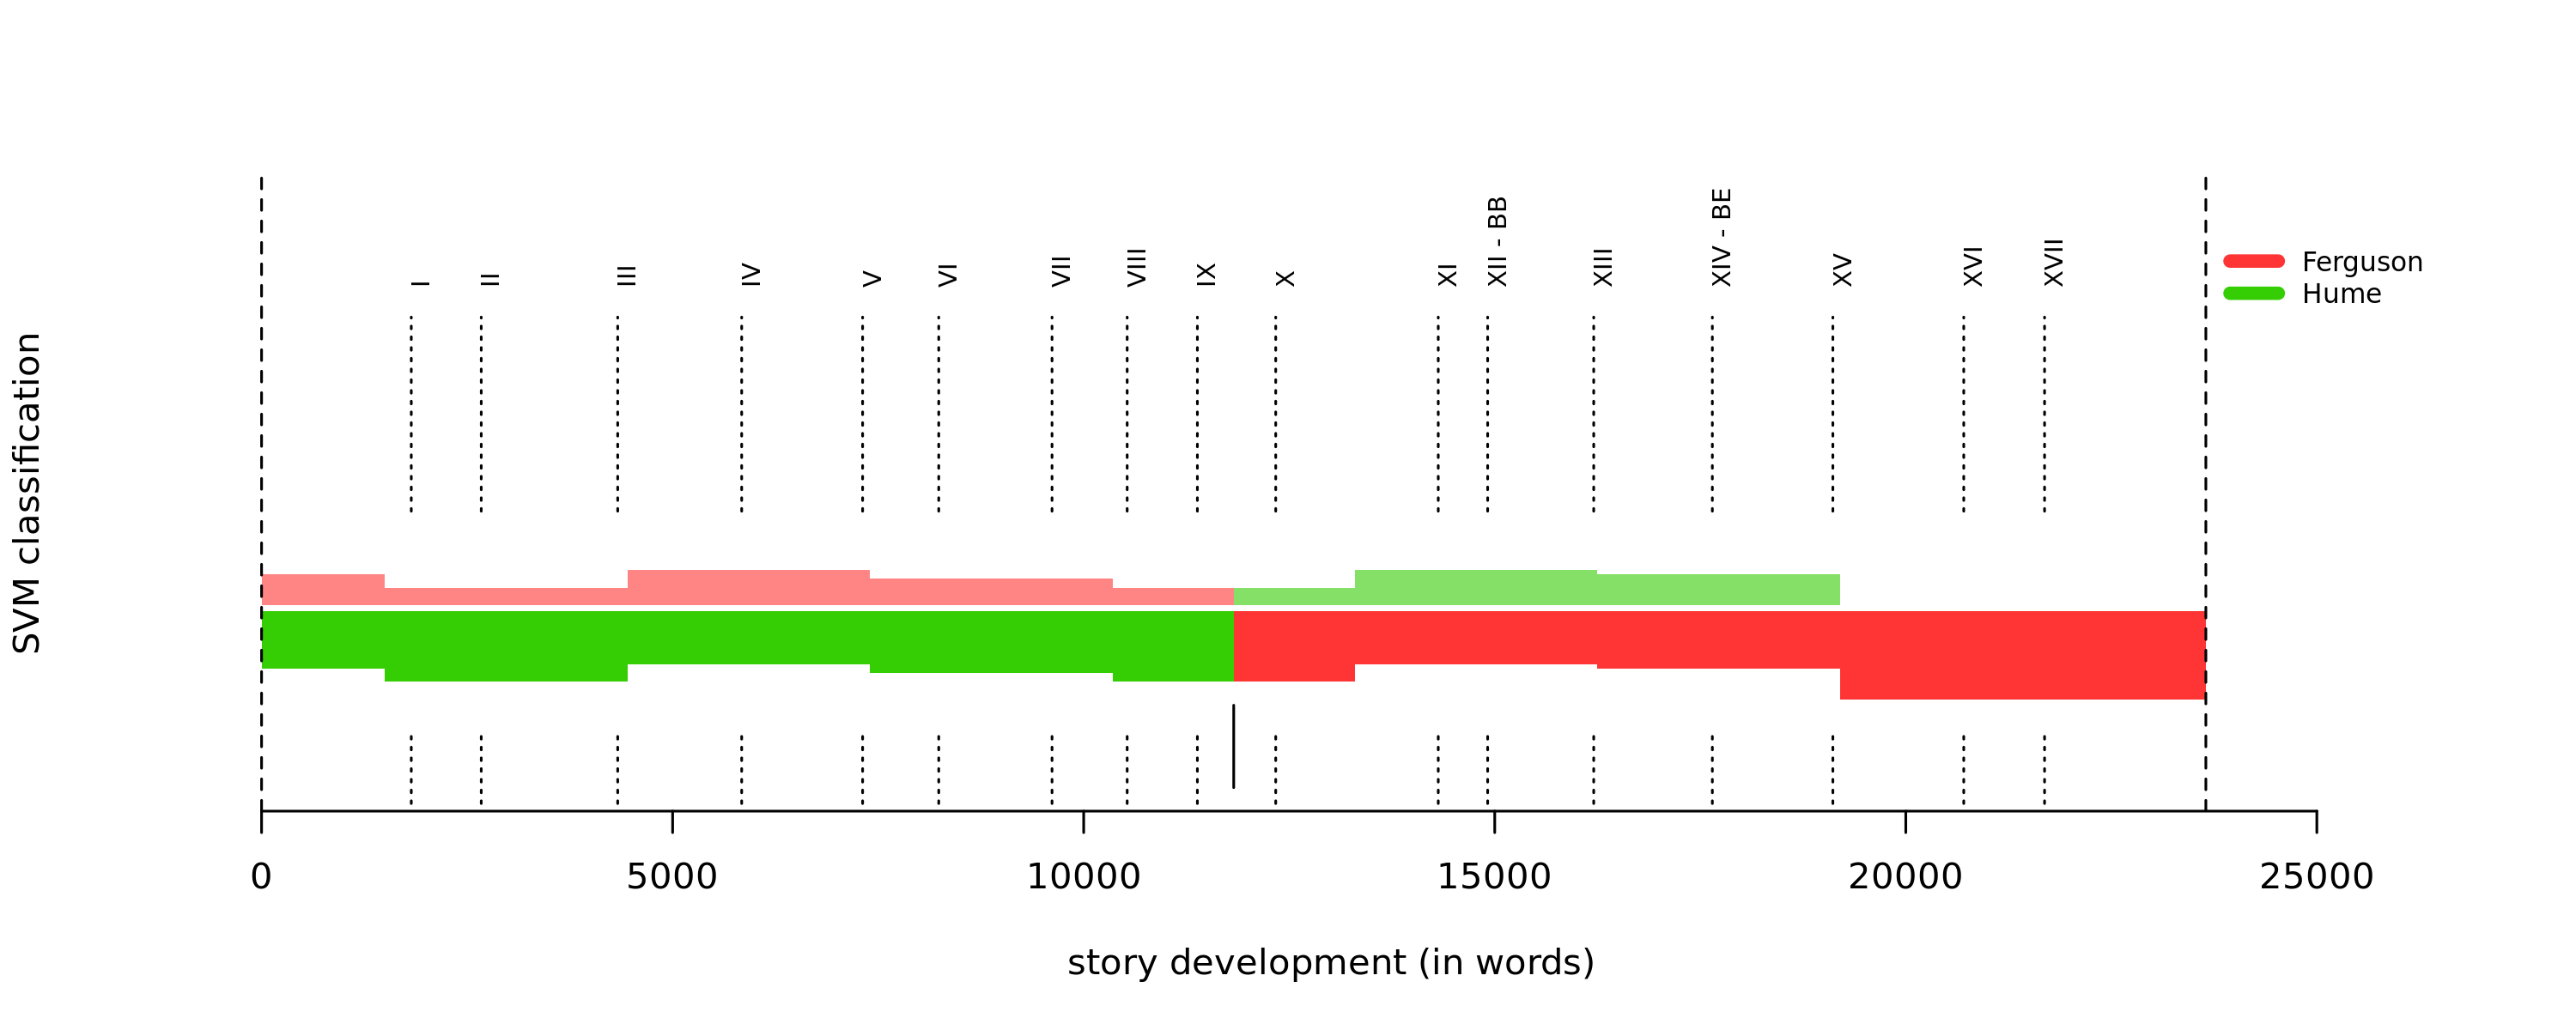 I
II
III
IV
V
VI
VII
VIII
IX
X
XI
XII - BB
XIII
XIV - BE
XV
XVI
XVII
Ferguson
Hume
SVM classification
0
5000
10000
15000
20000
25000
story development (in words)